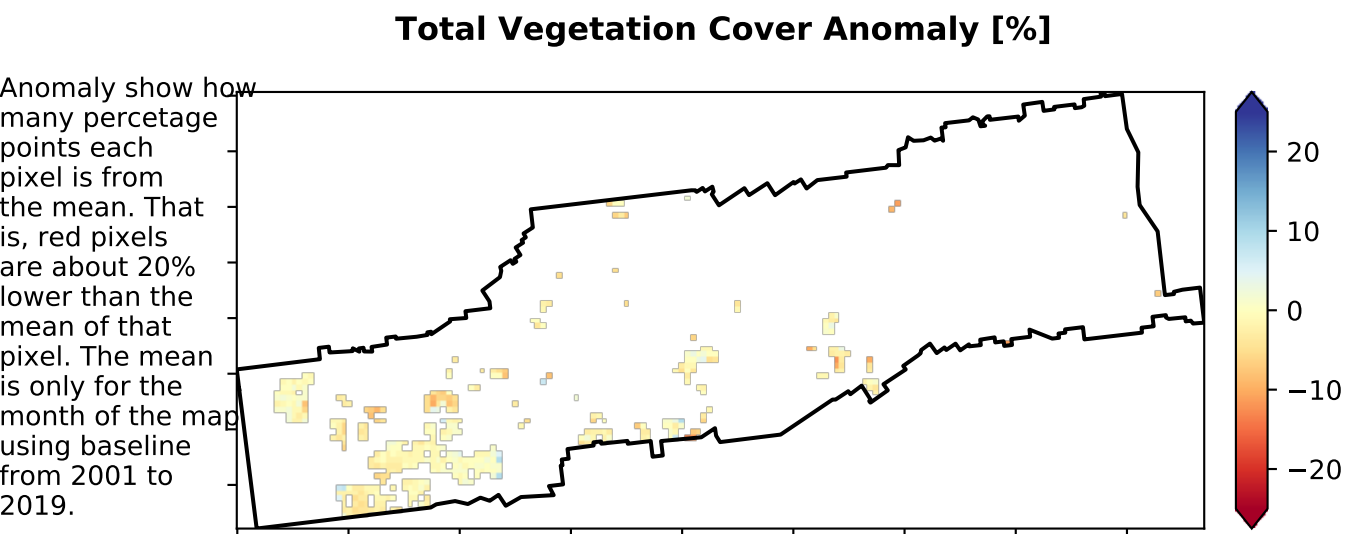 Total Vegetation Cover Anomaly [%]
Anomaly show how
many percetage
points each
pixel is from
the mean. That
is, red pixels
are about 20%
lower than the
mean of that
pixel. The mean
is only for the
month of the map
using baseline
from 2001 to
2019.
20
10
0
−10
−20